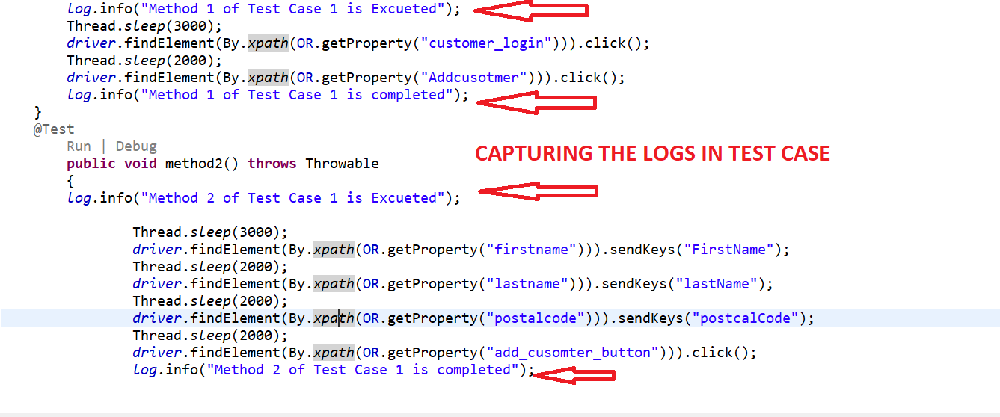 log.info("Method 1 of Test Case 1 is Excueted");
Thread.sleep(3000);
driver.findElement(By.xpath(OR.getProperty("customer_login"))).click();
Thread.sleep(2000);
driver.findElement(By.xpath(OR.getProperty("Addcusotmer"))).click();
log.info("Method 1 of Test Case 1 is completed");
}
@Test
Run | Debug
public void method2() throws Throwable
CAPTURING THE LOGS IN TEST CASE
{
log.info("Method 2 of Test Case 1 is Excueted");
Thread.sleep(3000);
driver.findElement(By.xpath(OR.getProperty("firstname"))).sendKeys("FirstName");
Thread.sleep(2000);
driver.findElement(By.xpath(OR.getProperty("lastname"))).sendKeys("lastName");
Thread.sleep(2000);
driver.findElement(By.xpath(OR.getProperty("postalcode"))).sendKeys("postcalCode");
Thread.sleep(2000);
driver.findElement(By.xpath(OR.getProperty("add_cusomter_button"))).click();
log.info("Method 2 of Test Case 1 is completed");